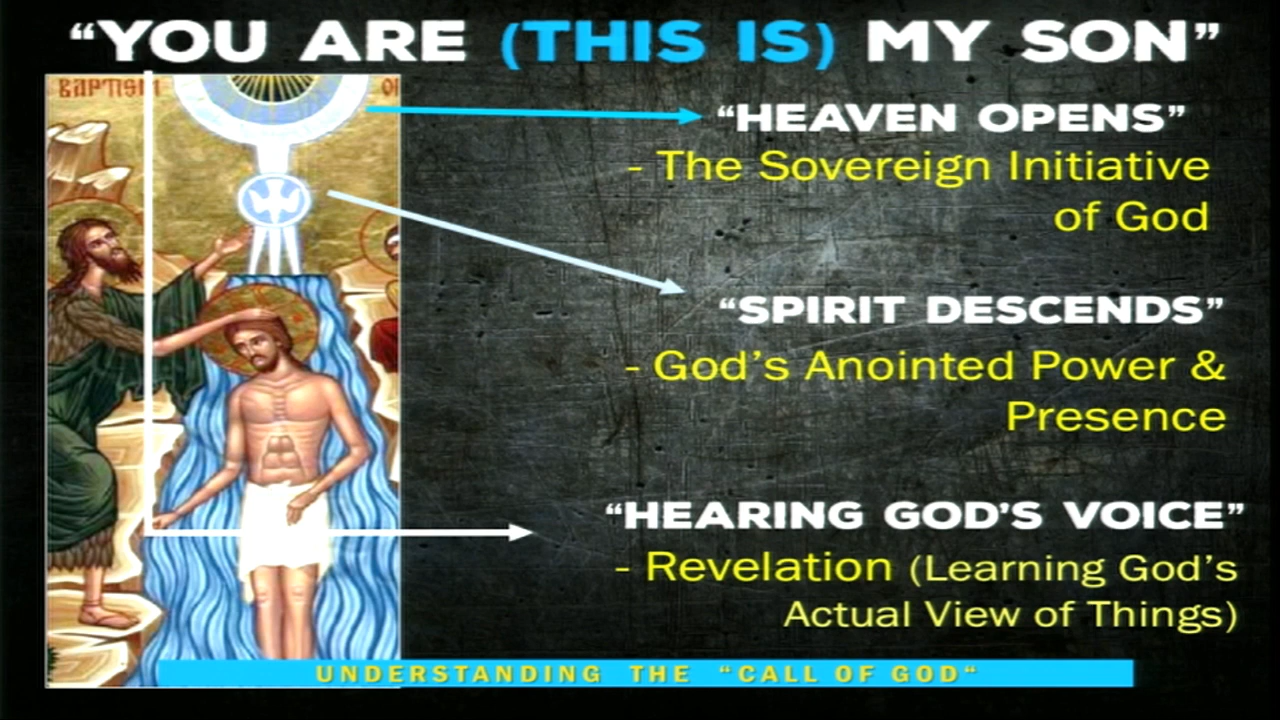 “YOU ARE (THIS IS) MY SON”
BAPTISM
“HEAVEN OPENS”
- The Sovereign Initiative
of God
“SPIRIT DESCENDS”
- God’s Anointed Power &
Presence
“HEARING GOD’S VOICE”
- Revelation (Learning God’s
Actual View of Things)
UNDERSTANDING THE “CALL OF GOD“